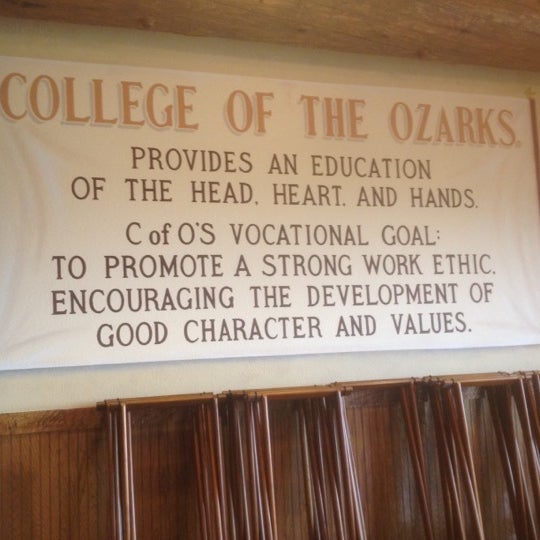 COLLEGE OF THE OZARKS.
PROVIDES AN EDUCATION
OF THE HEAD, HEART, AND HANDS.
C of O'S VOCATIONAL GOAL:
TO PROMOTE A STRONG WORK ETHIC,
ENCOURAGING THE DEVELOPMENT OF
GOOD CHARACTER AND VALUES.